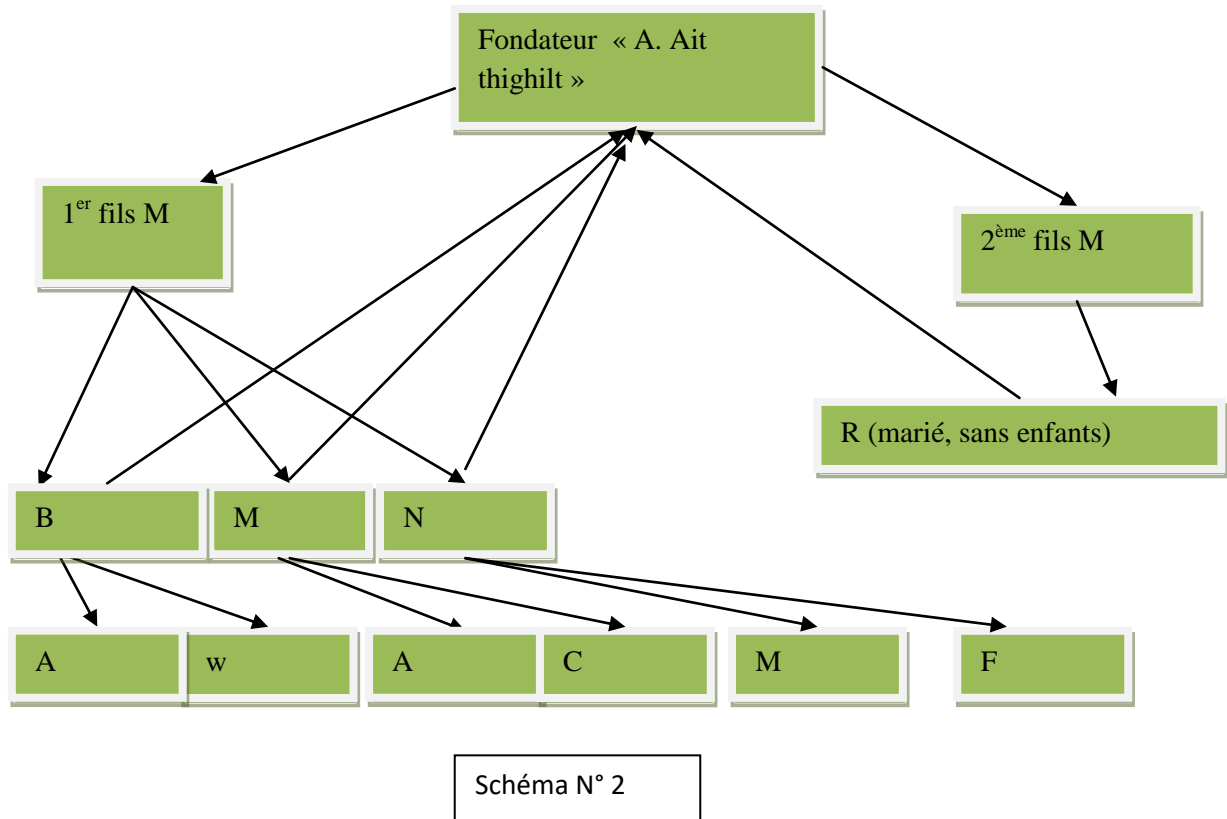 Fondateur « A. Ait
thighilt »
1er fils M
2ème fils M
R (marié, sans enfants)
B
M
N
A
w
A
C
M
F
Schéma N° 2